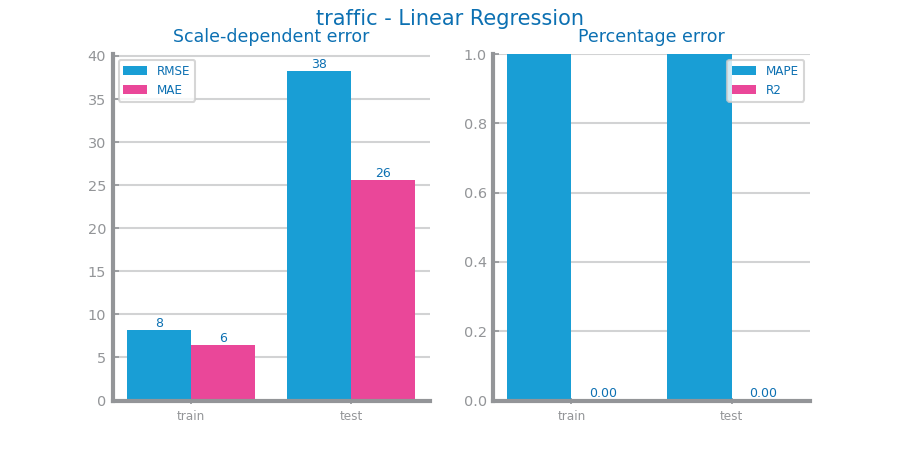 traffic - Linear Regression
Scale-dependent error
40
35
30
25
20
15
10
5
0
RMSE
MAE
8
6
38
26
train
test
Percentage error
1.0
0.8
0.6
0.4
0.2
0.0
MAPE
R2
0.00
0.00
train
test